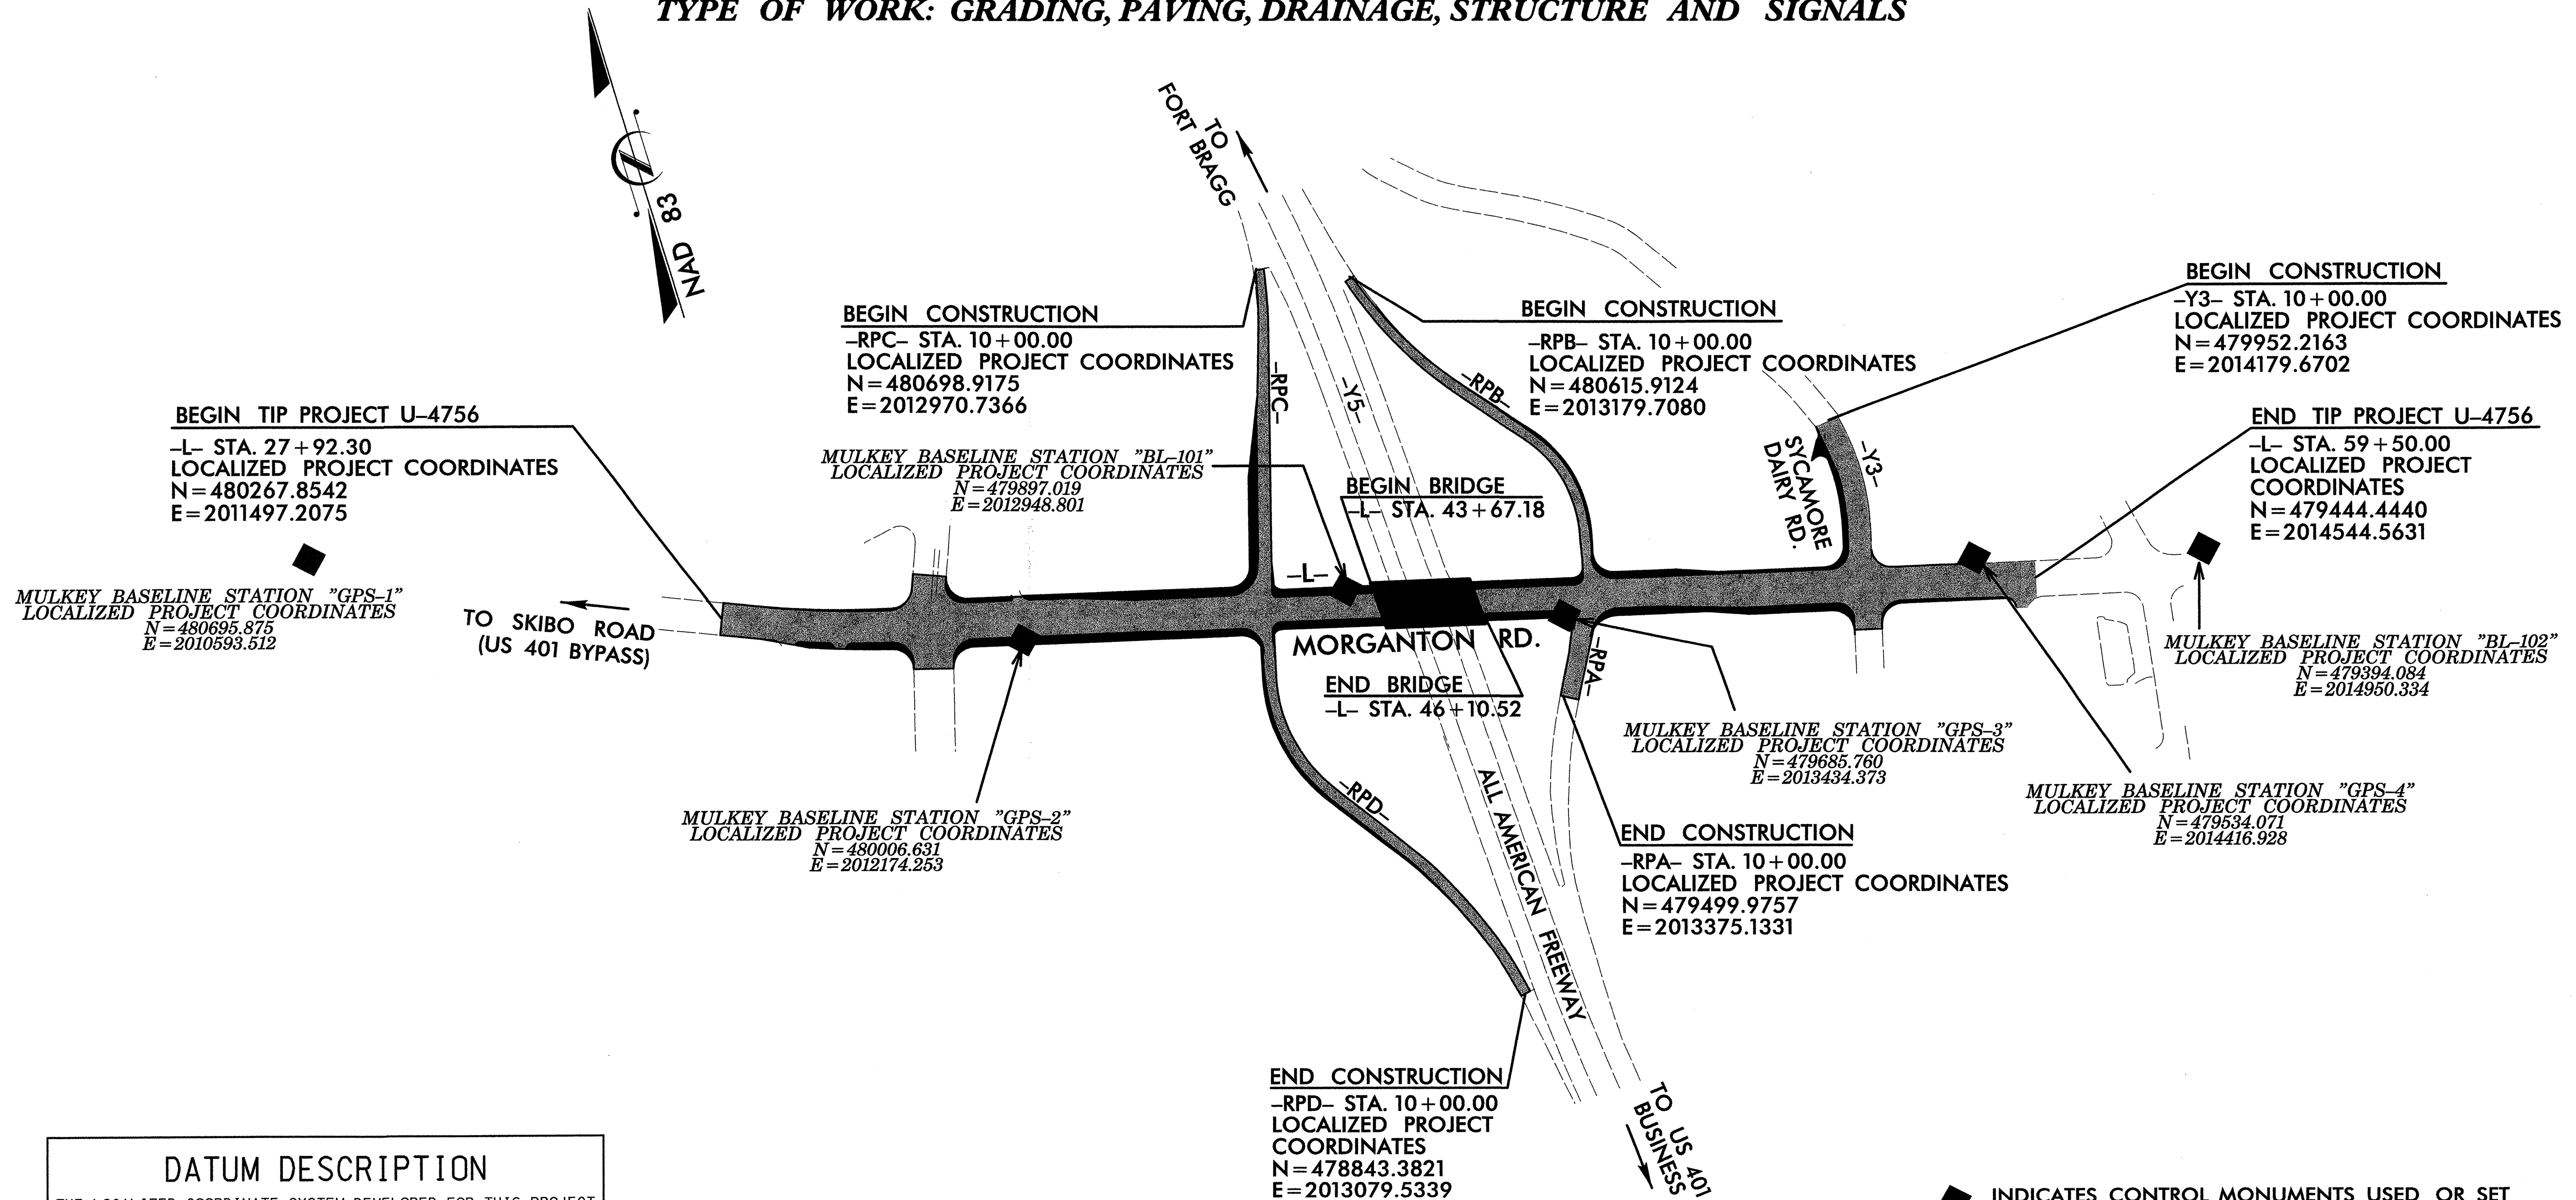 TYPE OF WORK: GRADING, PAVING, DRAINAGE, STRUCTURE AND SIGNALS
NAD 83
TO
FORT BRAGG
BEGIN CONSTRUCTION
–RPC– STA. 10+00.00
LOCALIZED PROJECT COORDINATES
N=480698.9175
E=2012970.7366
BEGIN CONSTRUCTION
–RPB– STA. 10+00.00
LOCALIZED PROJECT COORDINATES
N=480615.9124
E=2013179.7080
BEGIN CONSTRUCTION
–Y3– STA. 10+00.00
LOCALIZED PROJECT COORDINATES
N=479952.2163
E=2014179.6702
BEGIN TIP PROJECT U–4756
–L– STA. 27+92.30
LOCALIZED PROJECT COORDINATES
N=480267.8542
E=2011497.2075
MULKEY BASELINE STATION "BL–101"
LOCALIZED PROJECT COORDINATES
N=479897.019
E=2012948.801
–RPC–
–Y5–
–RPB–
BEGIN BRIDGE
–L– STA. 43+67.18
SYCAMORE
DAIRY RD.
–Y3–
END TIP PROJECT U–4756
–L– STA. 59+50.00
LOCALIZED PROJECT
COORDINATES
N=479444.4440
E=2014544.5631
MULKEY BASELINE STATION "GPS–1"
LOCALIZED PROJECT COORDINATES
N=480695.875
E=2010593.512
TO SKIBO ROAD
(US 401 BYPASS)
–L–
MORGANTON RD.
END BRIDGE
–L– STA. 46+10.52
–RPA–
MULKEY BASELINE STATION "BL–102"
LOCALIZED PROJECT COORDINATES
N=479394.084
E=2014950.334
MULKEY BASELINE STATION "GPS–2"
LOCALIZED PROJECT COORDINATES
N=480006.631
E=2012174.253
–RPD–
ALL AMERICAN FREEWAY
MULKEY BASELINE STATION "GPS–3"
LOCALIZED PROJECT COORDINATES
N=479685.760
E=2013434.373
MULKEY BASELINE STATION "GPS–4"
LOCALIZED PROJECT COORDINATES
N=479534.071
E=2014416.928
END CONSTRUCTION
–RPA– STA. 10+00.00
LOCALIZED PROJECT COORDINATES
N=479499.9757
E=2013375.1331
END CONSTRUCTION
–RPD– STA. 10+00.00
LOCALIZED PROJECT
COORDINATES
N=478843.3821
E=2013079.5339
TO US 401
BUSINESS
DATUM DESCRIPTION
THE LOCALIZED COORDINATE SYSTEM DEVELOPED FOR THIS PROJECT
INDICATES CONTROL MONUMENTS USED OR SET